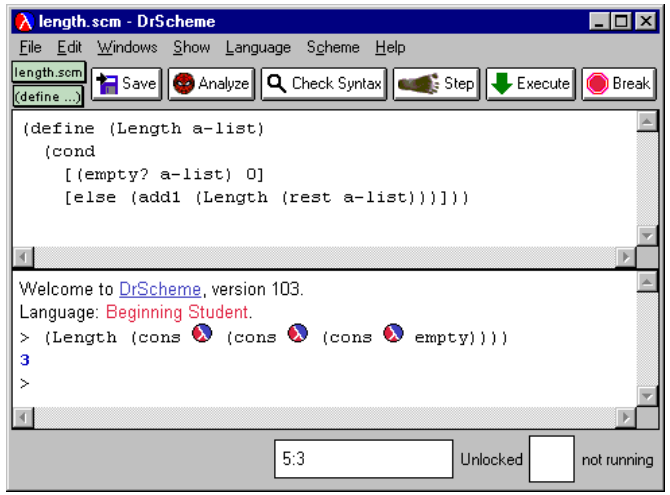 length.scm - DrScheme
File Edit Windows Show Language Scheme Help
length.scm
(define ...)
Save Analyze Check Syntax Step Execute Break
(define (Length a-list)
(cond
[(empty? a-list) 0]
[else (add1 (Length (rest a-list)))]))
Welcome to DrScheme, version 103.
Language: Beginning Student.
> (Length (cons (cons (cons empty))))
3
>
5:3 Unlocked not running